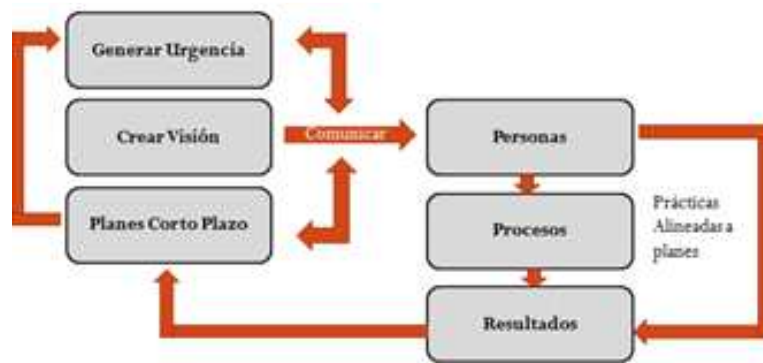 Generar Urgencia
Crear Visión
Comunicar
Personas
Planes Corto Plazo
Procesos
Prácticas
Alineadas a
planes
Resultados